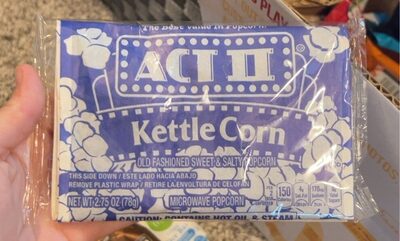 The Best Value in Popcorn
ACT II
®
Kettle Corn
OLD FASHIONED SWEET & SALTY POPCORN
THIS SIDE DOWN / ESTE LADO HACIA ABAJO
REMOVE PLASTIC WRAP / RETIRE LA ENVOLTURA DE CELOFAN
NET WT 2.75 OZ (78g)
MICROWAVE POPCORN
150
CAUTION: CONTAINS HOT OIL & STEAM